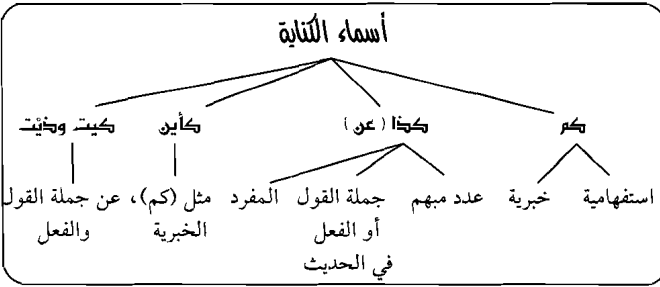 أسماء الكناية
كم كذا (عن) كأين كيت وذيْت
استفهامية خبرية عدد مبهم جملة القول المفرد مثل (كم)، عن جملة القول
أو الفعل الخبرية والفعل
في الحديث